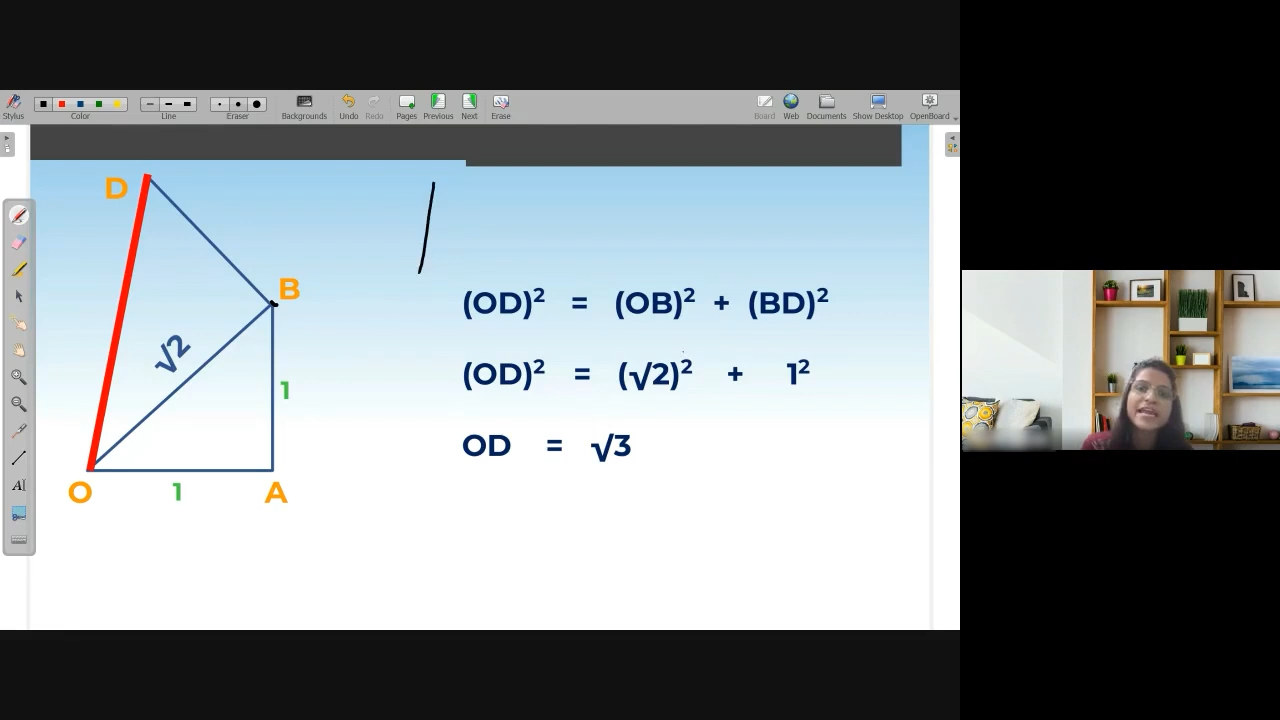 Stylus Color Line Eraser Backgrounds Undo Redo Pages Previous Next Erase Board Web Documents Show Desktop OpenBoard
D
B
√2
1
O 1 A
(OD)² = (OB)² + (BD)²
(OD)² = (√2)² + 1²
OD = √3